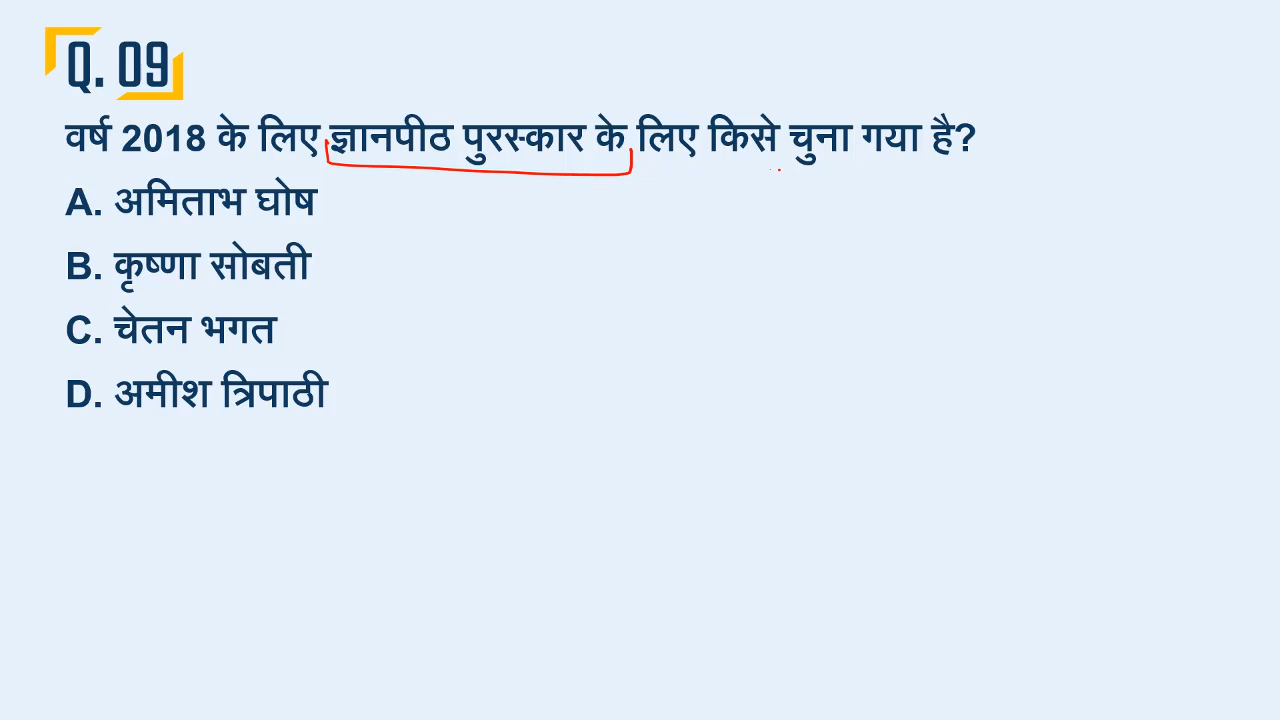 Q. 09
वर्ष 2018 के लिए ज्ञानपीठ पुरस्कार के लिए किसे चुना गया है?
A. अमिताभ घोष
B. कृष्णा सोबती
C. चेतन भगत
D. अमीश त्रिपाठी